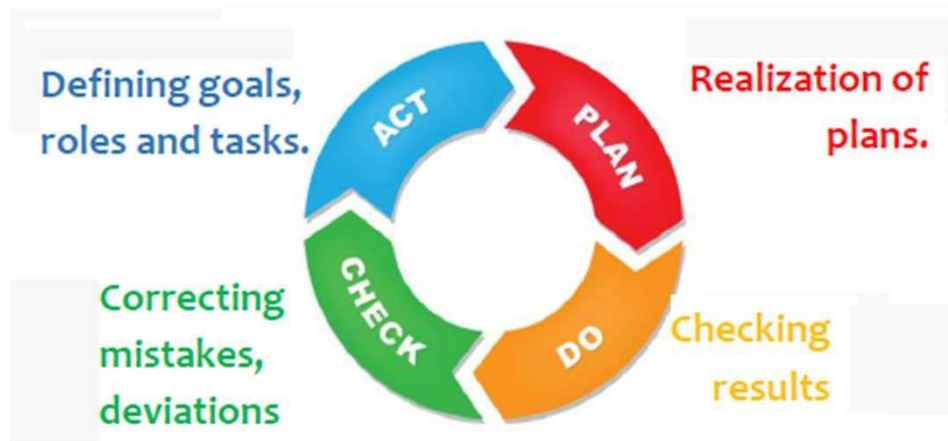 Defining goals,
roles and tasks.
ACT
PLAN
Realization of
plans.
Correcting
mistakes,
deviations
CHECK
DO
Checking
results